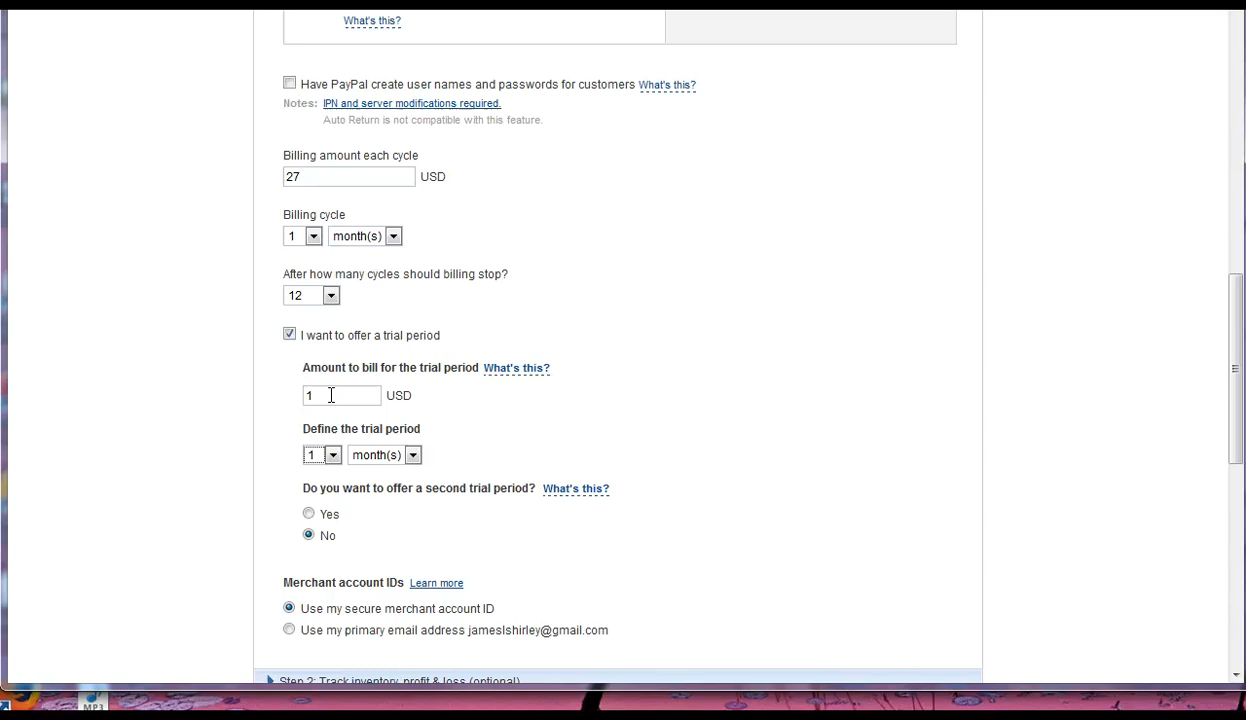 What's this?
Have PayPal create user names and passwords for customers What's this?
Notes: IPN and server modifications required.
Auto Return is not compatible with this feature.
Billing amount each cycle
27 USD
Billing cycle
1 month(s)
After how many cycles should billing stop?
12
I want to offer a trial period
Amount to bill for the trial period What's this?
1 USD
Define the trial period
1 month(s)
Do you want to offer a second trial period? What's this?
Yes
No
Merchant account IDs Learn more
Use my secure merchant account ID
Use my primary email address jameslshirley@gmail.com
Step 2: Track inventory, profit & loss (optional)
MP3